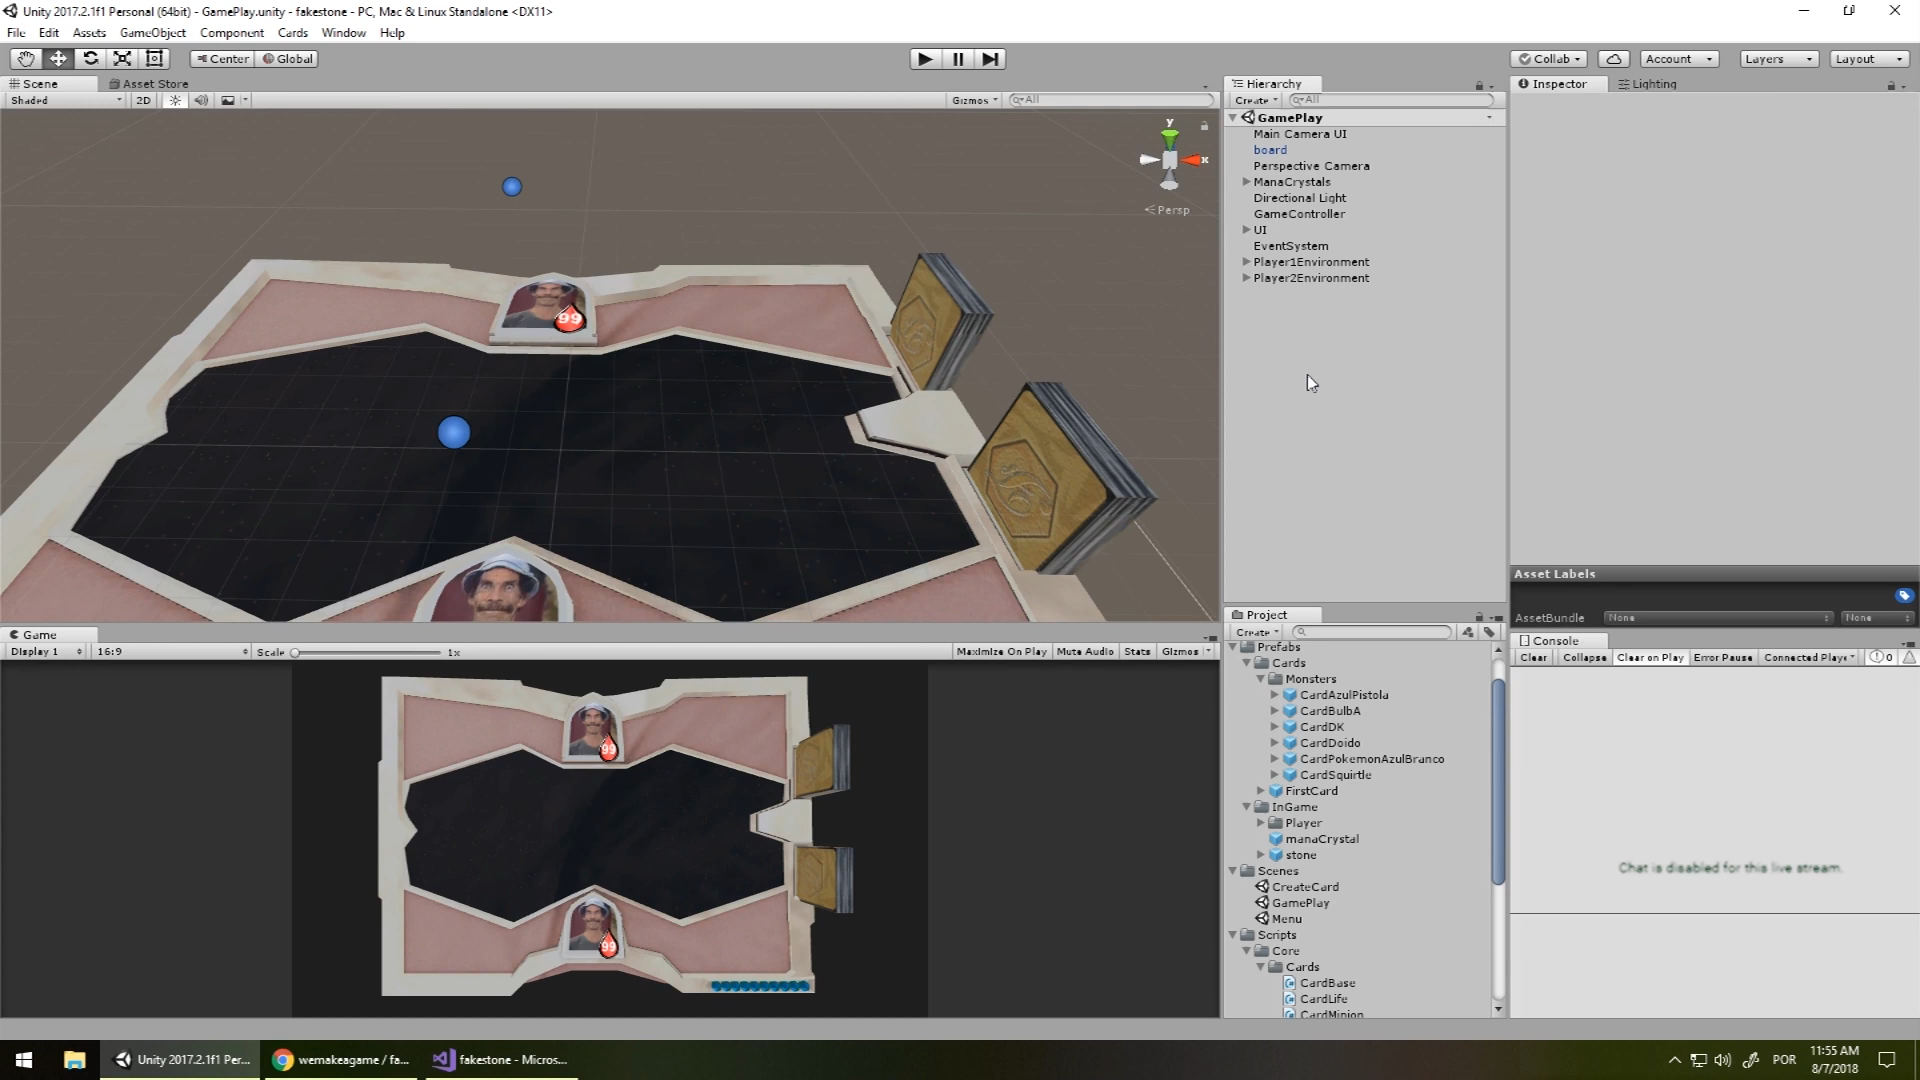 Unity 2017.2.1f1 Personal (64bit) - GamePlay.unity - fakestone - PC, Mac & Linux Standalone <DX11>
File Edit Assets GameObject Component Cards Window Help
Center Global
Collab Account Layers Layout
Scene Asset Store
Shaded 2D Gizmos All
y
x
Persp
99
Hierarchy
Create All
GamePlay
Main Camera UI
board
Perspective Camera
ManaCrystals
Directional Light
GameController
UI
EventSystem
Player1Environment
Player2Environment
Inspector Lighting
Asset Labels
AssetBundle None None
Game
Display 1 16:9 Scale 1x Maximize On Play Mute Audio Stats Gizmos
99
99
Project
Create
Prefabs
Cards
Monsters
CardAzulPistola
CardBulbA
CardDK
CardDoido
CardPokemonAzulBranco
CardSquirtle
FirstCard
InGame
Player
manaCrystal
stone
Scenes
CreateCard
GamePlay
Menu
Scripts
Core
Cards
CardBase
CardLife
CardMinion
Console
Clear Collapse Clear on Play Error Pause Connected Playe 0
Chat is disabled for this live stream.
Unity 2017.2.1f1 Per...
wemakeagame / fa...
fakestone - Micros...
POR
11:55 AM
8/7/2018